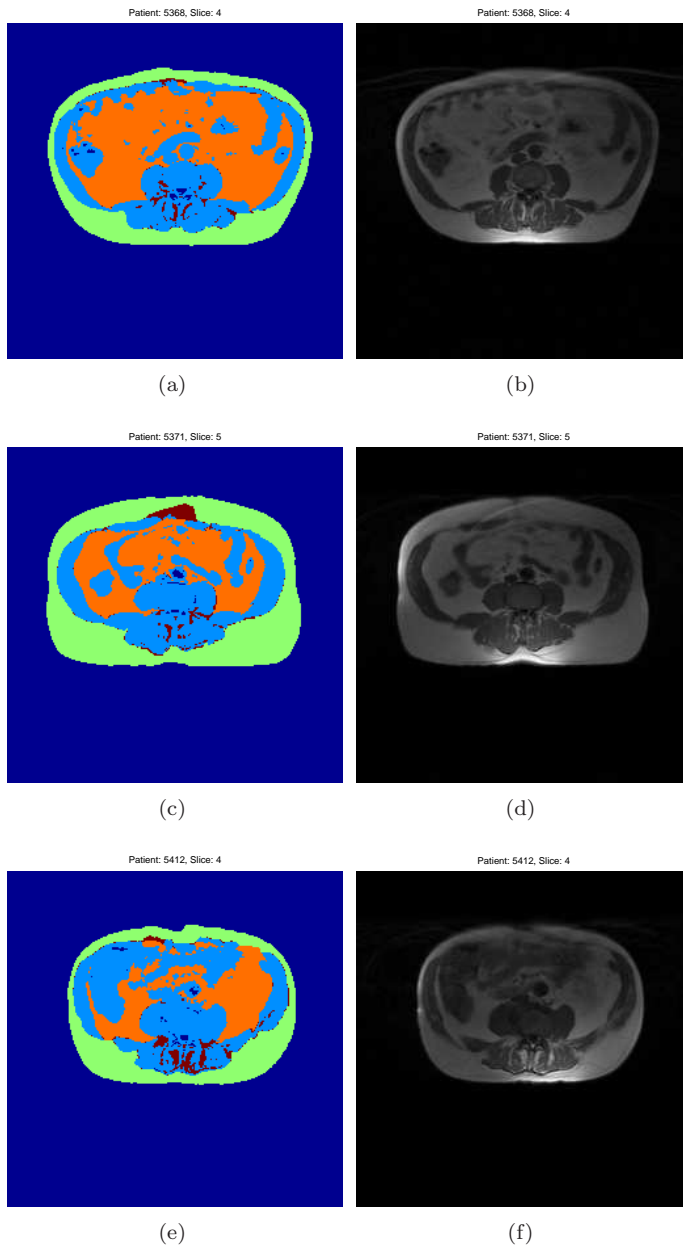 Patient: 5368, Slice: 4
Patient: 5368, Slice: 4
(a)
(b)
Patient: 5371, Slice: 5
Patient: 5371, Slice: 5
(c)
(d)
Patient: 5412, Slice: 4
Patient: 5412, Slice: 4
(e)
(f)